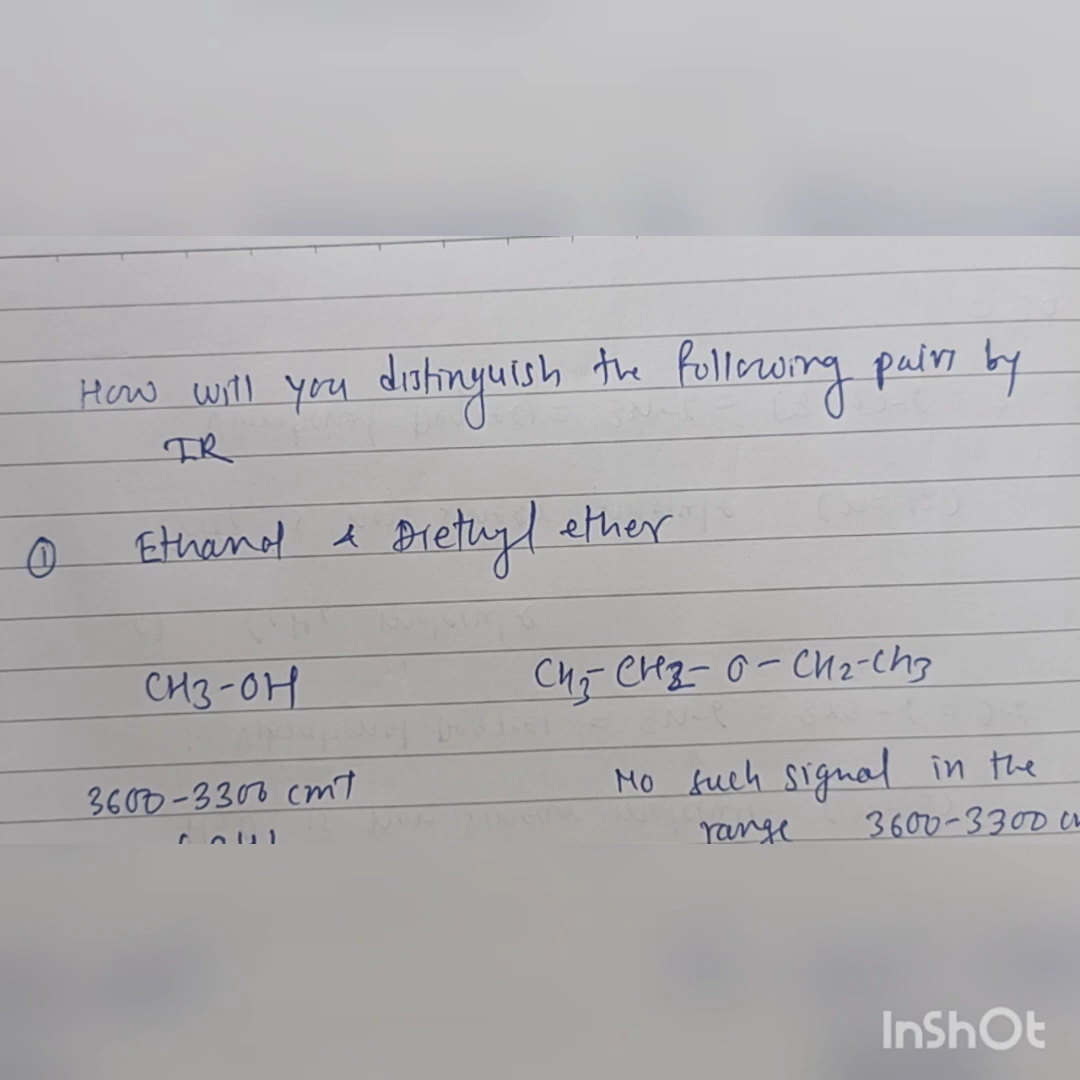 How will you distinguish the following pairs by
IR
① Ethanol & Diethyl ether
CH3-OH CH3-CH2-O-CH2-CH3
3600-3300 cm-1 No such signal in the
range 3600-3300
InShOt